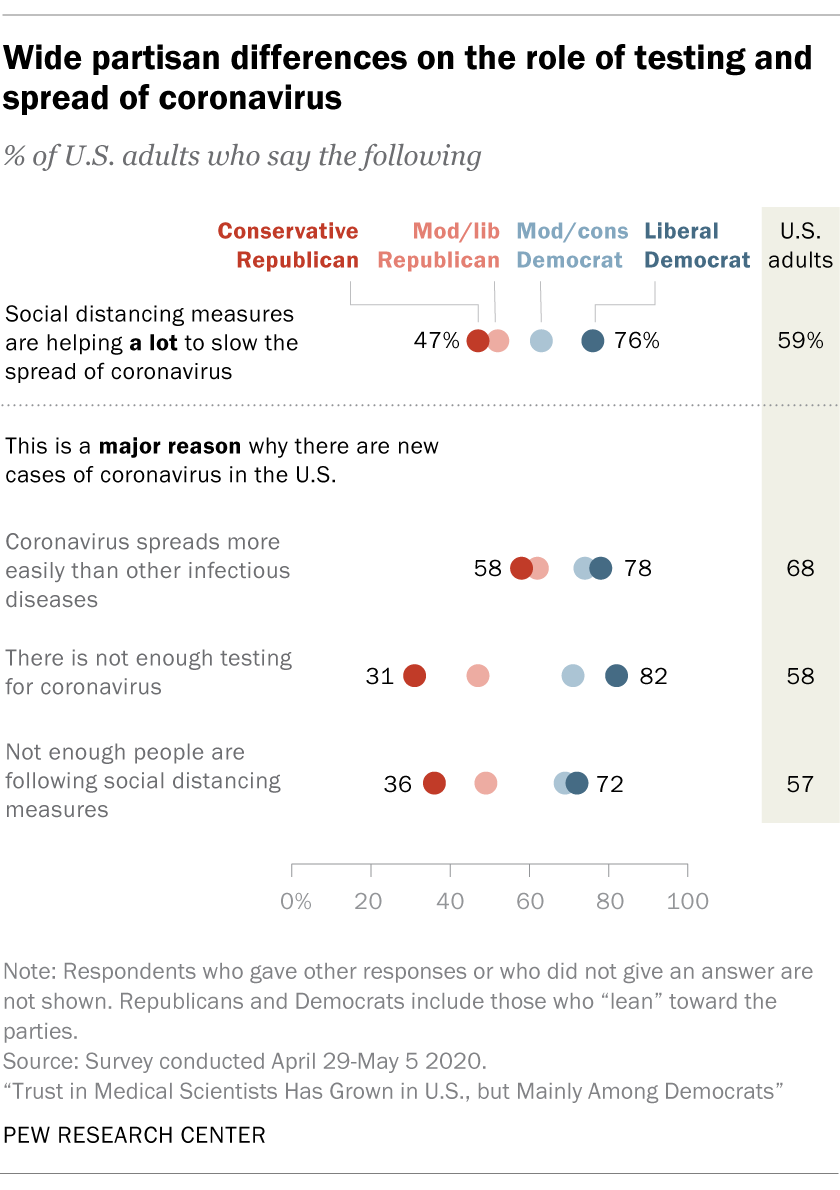 Wide partisan differences on the role of testing and
spread of coronavirus
% of U.S. adults who say the following
Conservative Republican
Mod/lib Republican
Mod/cons Democrat
Liberal Democrat
U.S. adults
Social distancing measures
are helping a lot to slow the
spread of coronavirus
47%
76%
59%
This is a major reason why there are new
cases of coronavirus in the U.S.
Coronavirus spreads more
easily than other infectious
diseases
58
78
68
There is not enough testing
for coronavirus
31
82
58
Not enough people are
following social distancing
measures
36
72
57
0% 20 40 60 80 100
Note: Respondents who gave other responses or who did not give an answer are
not shown. Republicans and Democrats include those who “lean” toward the
parties.
Source: Survey conducted April 29-May 5 2020.
“Trust in Medical Scientists Has Grown in U.S., but Mainly Among Democrats”
PEW RESEARCH CENTER